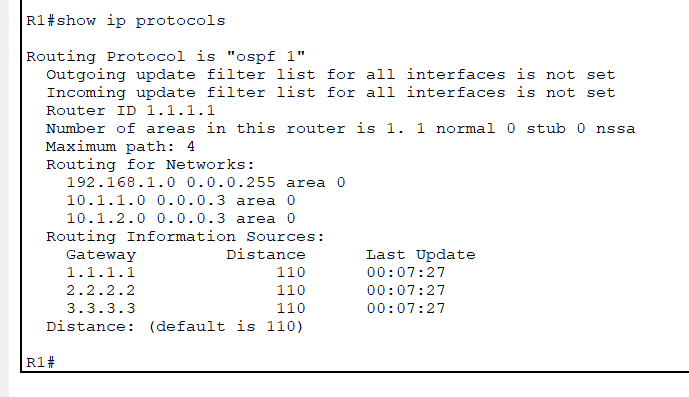 R1#show ip protocols
Routing Protocol is "ospf 1"
Outgoing update filter list for all interfaces is not set
Incoming update filter list for all interfaces is not set
Router ID 1.1.1.1
Number of areas in this router is 1. 1 normal 0 stub 0 nssa
Maximum path: 4
Routing for Networks:
192.168.1.0 0.0.0.255 area 0
10.1.1.0 0.0.0.3 area 0
10.1.2.0 0.0.0.3 area 0
Routing Information Sources:
Gateway Distance Last Update
1.1.1.1 110 00:07:27
2.2.2.2 110 00:07:27
3.3.3.3 110 00:07:27
Distance: (default is 110)
R1#